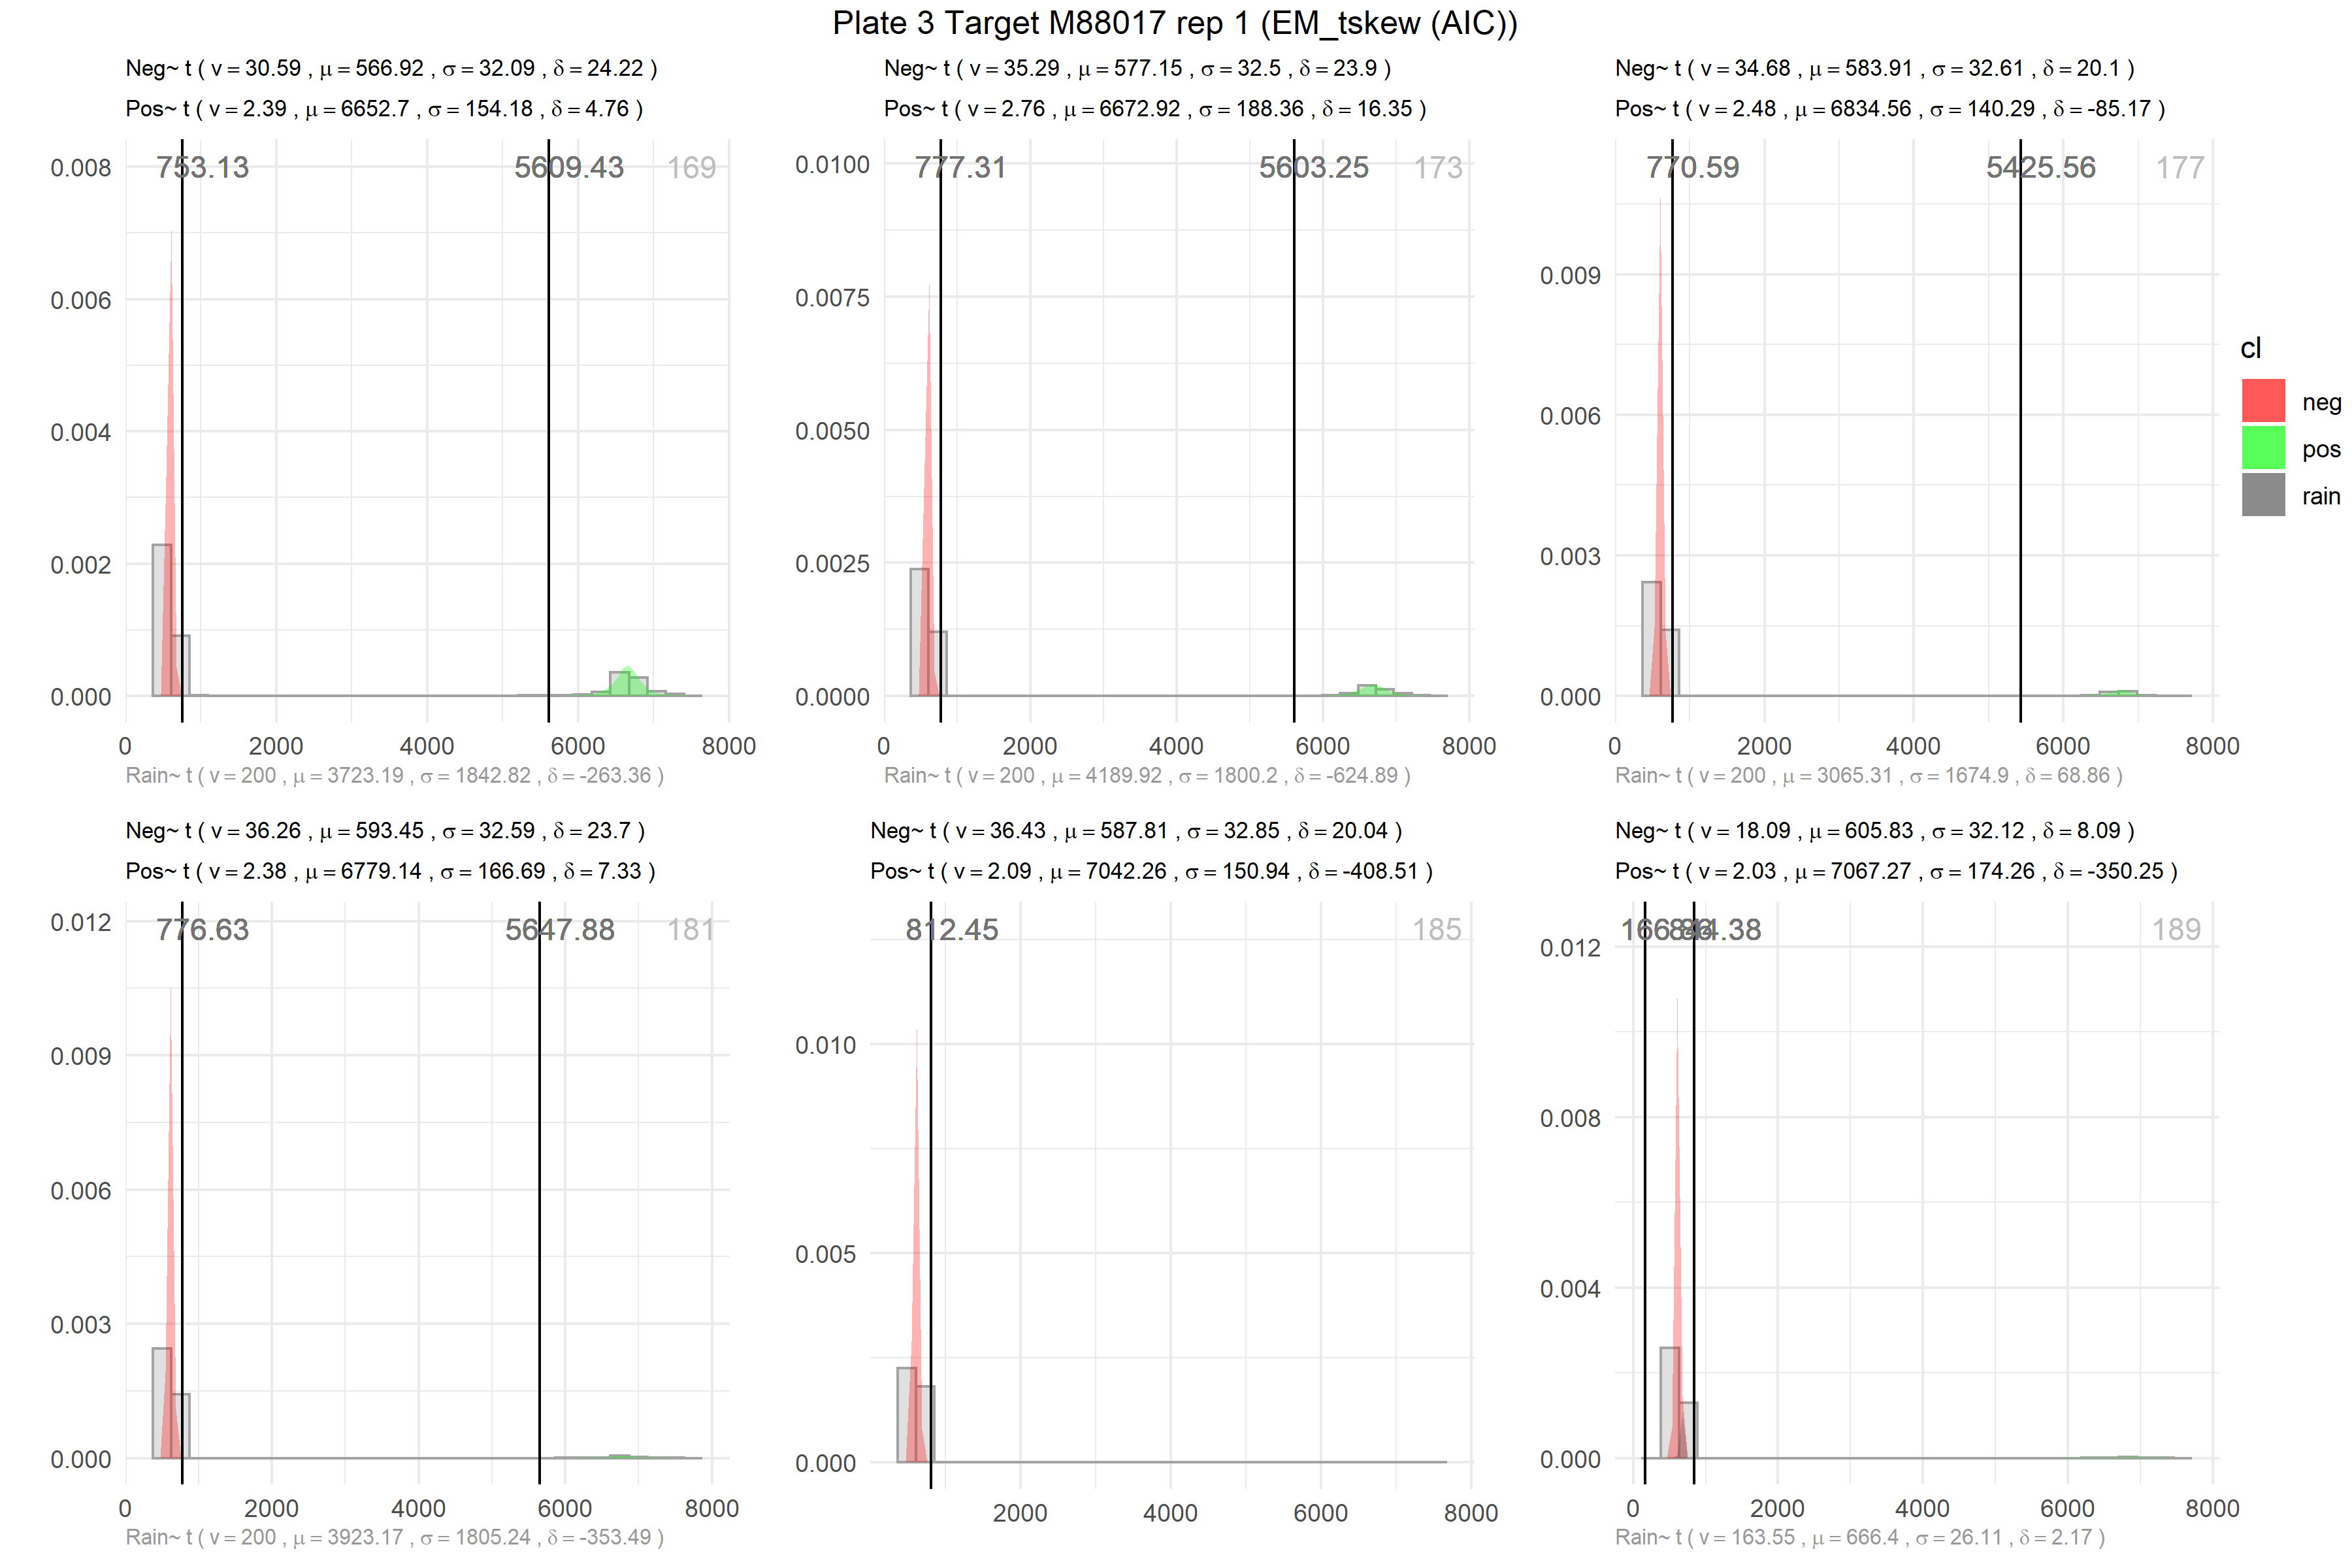 Plate 3 Target M88017 rep 1 (EM_tskew (AIC))
Neg~ t ( v = 30.59 , μ = 566.92 , σ = 32.09 , δ = 24.22 )
Pos~ t ( v = 2.39 , μ = 6652.7 , σ = 154.18 , δ = 4.76 )
753.13 5609.43 169
0.008
0.006
0.004
0.002
0.000
0 2000 4000 6000 8000
Rain~ t ( v = 200 , μ = 3723.19 , σ = 1842.82 , δ = -263.36 )
Neg~ t ( v = 35.29 , μ = 577.15 , σ = 32.5 , δ = 23.9 )
Pos~ t ( v = 2.76 , μ = 6672.92 , σ = 188.36 , δ = 16.35 )
777.31 5603.25 173
0.0100
0.0075
0.0050
0.0025
0.0000
0 2000 4000 6000 8000
Rain~ t ( v = 200 , μ = 4189.92 , σ = 1800.2 , δ = -624.89 )
Neg~ t ( v = 34.68 , μ = 583.91 , σ = 32.61 , δ = 20.1 )
Pos~ t ( v = 2.48 , μ = 6834.56 , σ = 140.29 , δ = -85.17 )
770.59 5425.56 177
0.009
0.006
0.003
0.000
0 2000 4000 6000 8000
Rain~ t ( v = 200 , μ = 3065.31 , σ = 1674.9 , δ = 68.86 )
cl
neg
pos
rain
Neg~ t ( v = 36.26 , μ = 593.45 , σ = 32.59 , δ = 23.7 )
Pos~ t ( v = 2.38 , μ = 6779.14 , σ = 166.69 , δ = 7.33 )
776.63 5647.88 181
0.012
0.009
0.006
0.003
0.000
0 2000 4000 6000 8000
Rain~ t ( v = 200 , μ = 3923.17 , σ = 1805.24 , δ = -353.49 )
Neg~ t ( v = 36.43 , μ = 587.81 , σ = 32.85 , δ = 20.04 )
Pos~ t ( v = 2.09 , μ = 7042.26 , σ = 150.94 , δ = -408.51 )
812.45 185
0.010
0.005
0.000
2000 4000 6000 8000
Neg~ t ( v = 18.09 , μ = 605.83 , σ = 32.12 , δ = 8.09 )
Pos~ t ( v = 2.03 , μ = 7067.27 , σ = 174.26 , δ = -350.25 )
189
0.012
0.008
0.004
0.000
0 2000 4000 6000 8000
Rain~ t ( v = 163.55 , μ = 666.4 , σ = 26.11 , δ = 2.17 )